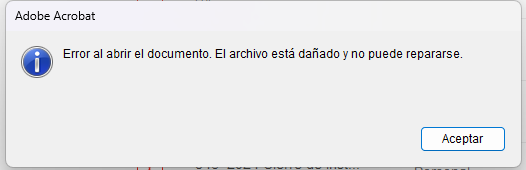 Adobe Acrobat
Error al abrir el documento. El archivo está dañado y no puede repararse.
Aceptar